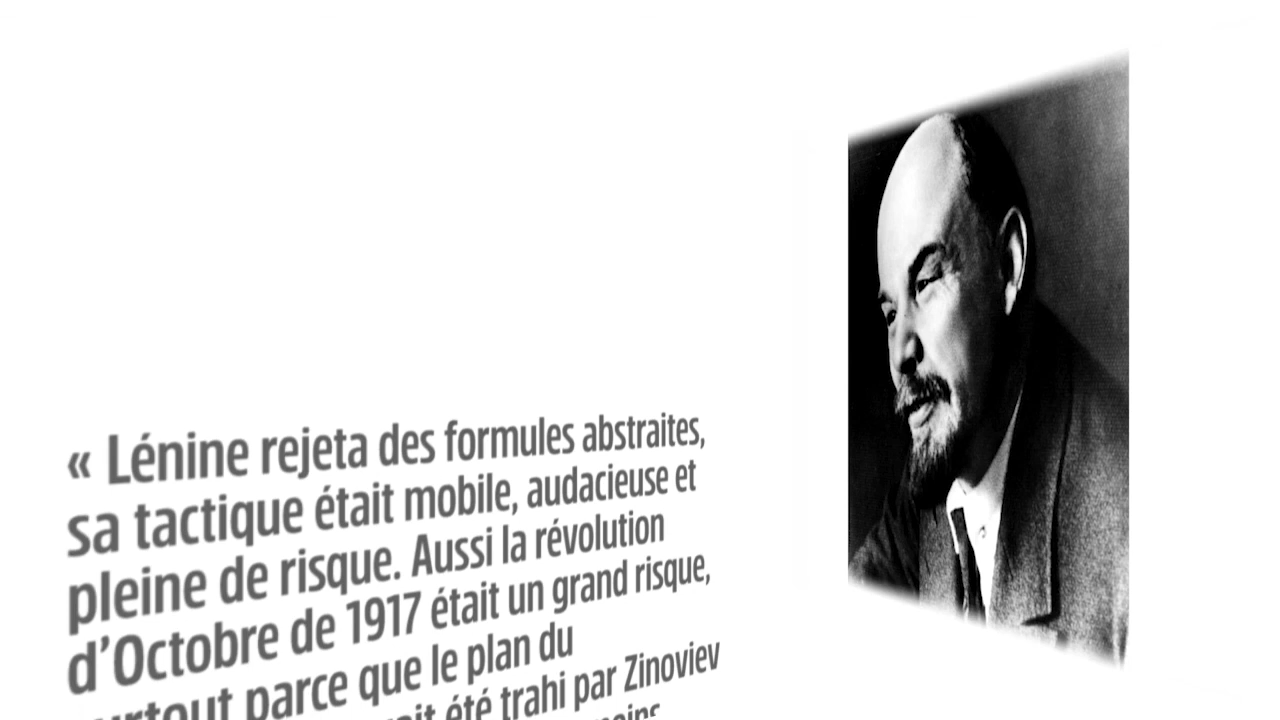 « Lénine rejeta des formules abstraites,
sa tactique était mobile, audacieuse et
pleine de risque. Aussi la révolution
d’Octobre de 1917 était un grand risque,
parce que le plan du
été trahi par Zinoviev